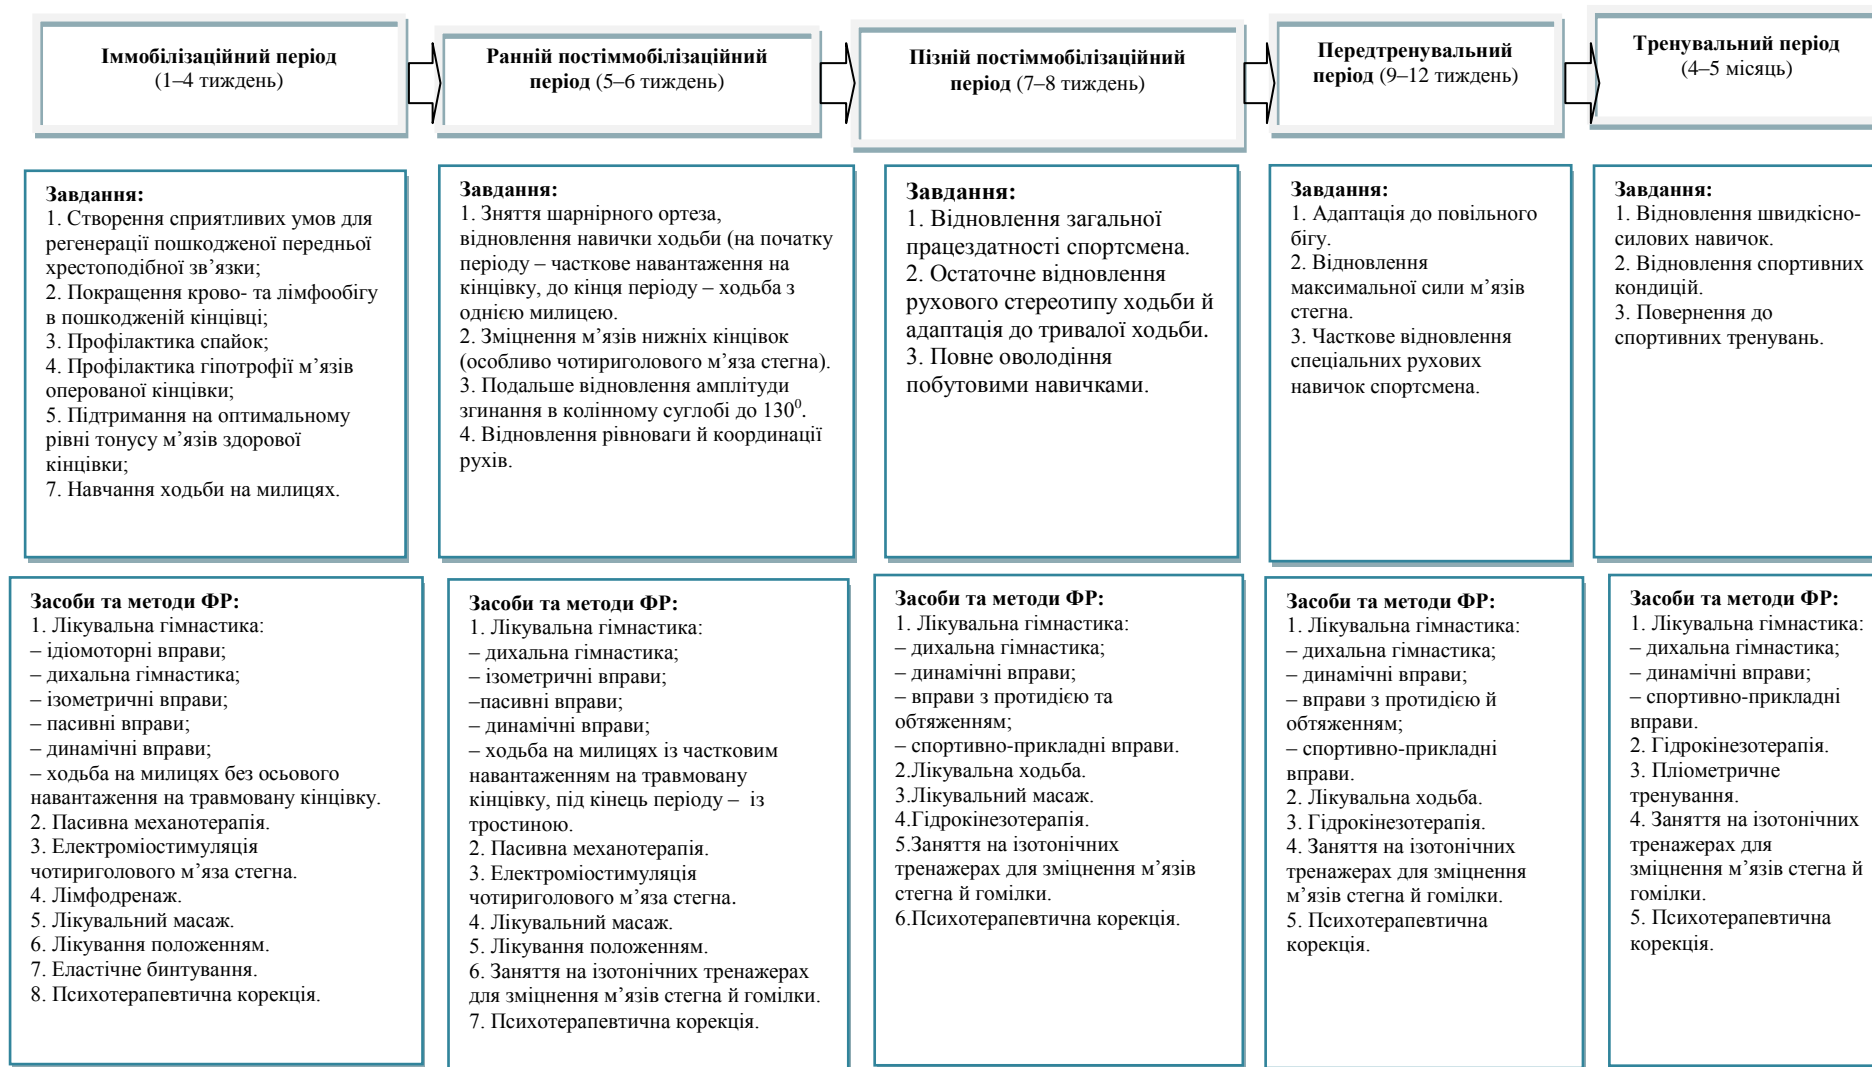 Іммобілізаційний період
(1–4 тиждень)
Ранній постіммобілізаційний
період (5–6 тиждень)
Пізній постіммобілізаційний
період (7–8 тиждень)
Передтренувальний
період (9–12 тиждень)
Тренувальний період
(4–5 місяць)
Завдання:
1. Створення сприятливих умов для
регенерації пошкодженої передньої
хрестоподібної зв’язки;
2. Покращення крово- та лімфообігу
в пошкодженій кінцівці;
3. Профілактика спайок;
4. Профілактика гіпотрофії м’язів
оперованої кінцівки;
5. Підтримання на оптимальному
рівні тонусу м’язів здорової
кінцівки;
7. Навчання ходьби на милицях.
Завдання:
1. Зняття шарнірного ортеза,
відновлення навички ходьби (на початку
періоду – часткове навантаження на
кінцівку, до кінця періоду – ходьба з
однією милицею.
2. Зміцнення м’язів нижніх кінцівок
(особливо чотириголового м’яза стегна).
3. Подальше відновлення амплітуди
згинання в колінному суглобі до 130⁰.
4. Відновлення рівноваги й координації
рухів.
Завдання:
1. Відновлення загальної
працездатності спортсмена.
2. Остаточне відновлення
рухового стереотипу ходьби й
адаптація до тривалої ходьби.
3. Повне оволодіння
побутовими навичками.
Завдання:
1. Адаптація до повільного
бігу.
2. Відновлення
максимальної сили м’язів
стегна.
3. Часткове відновлення
спеціальних рухових
навичок спортсмена.
Завдання:
1. Відновлення швидкісно-
силових навичок.
2. Відновлення спортивних
кондицій.
3. Повернення до
спортивних тренувань.
Засоби та методи ФР:
1. Лікувальна гімнастика:
– ідіомоторні вправи;
– дихальна гімнастика;
– ізометричні вправи;
– пасивні вправи;
– динамічні вправи;
– ходьба на милицях без осьового
навантаження на травмовану кінцівку.
2. Пасивна механотерапія.
3. Електроміостимуляція
чотириголового м’яза стегна.
4. Лімфодренаж.
5. Лікувальний масаж.
6. Лікування положенням.
7. Еластічне бинтування.
8. Психотерапевтична корекція.
Засоби та методи ФР:
1. Лікувальна гімнастика:
– дихальна гімнастика;
– ізометричні вправи;
–пасивні вправи;
– динамічні вправи;
– ходьба на милицях із частковим
навантаженням на травмовану
кінцівку, під кінець періоду – із
тростиною.
2. Пасивна механотерапія.
3. Електроміостимуляція
чотириголового м’яза стегна.
4. Лікувальний масаж.
5. Лікування положенням.
6. Заняття на ізотонічних тренажерах
для зміцнення м’язів стегна й гомілки.
7. Психотерапевтична корекція.
Засоби та методи ФР:
1. Лікувальна гімнастика:
– дихальна гімнастика;
– динамічні вправи;
– вправи з протидією та
обтяженням;
– спортивно-прикладні вправи.
2.Лікувальна ходьба.
3.Лікувальний масаж.
4.Гідрокінезотерапія.
5.Заняття на ізотонічних
тренажерах для зміцнення м’язів
стегна й гомілки.
6.Психотерапевтична корекція.
Засоби та методи ФР:
1. Лікувальна гімнастика:
– дихальна гімнастика;
– динамічні вправи;
– вправи з протидією й
обтяженням;
– спортивно-прикладні
вправи.
2. Лікувальна ходьба.
3. Гідрокінезотерапія.
4. Заняття на ізотонічних
тренажерах для зміцнення
м’язів стегна й гомілки.
5. Психотерапевтична
корекція.
Засоби та методи ФР:
1. Лікувальна гімнастика:
– дихальна гімнастика;
– динамічні вправи;
– спортивно-прикладні
вправи.
2. Гідрокінезотерапія.
3. Пліометричне
тренування.
4. Заняття на ізотонічних
тренажерах для
зміцнення м’язів стегна й
гомілки.
5. Психотерапевтична
корекція.